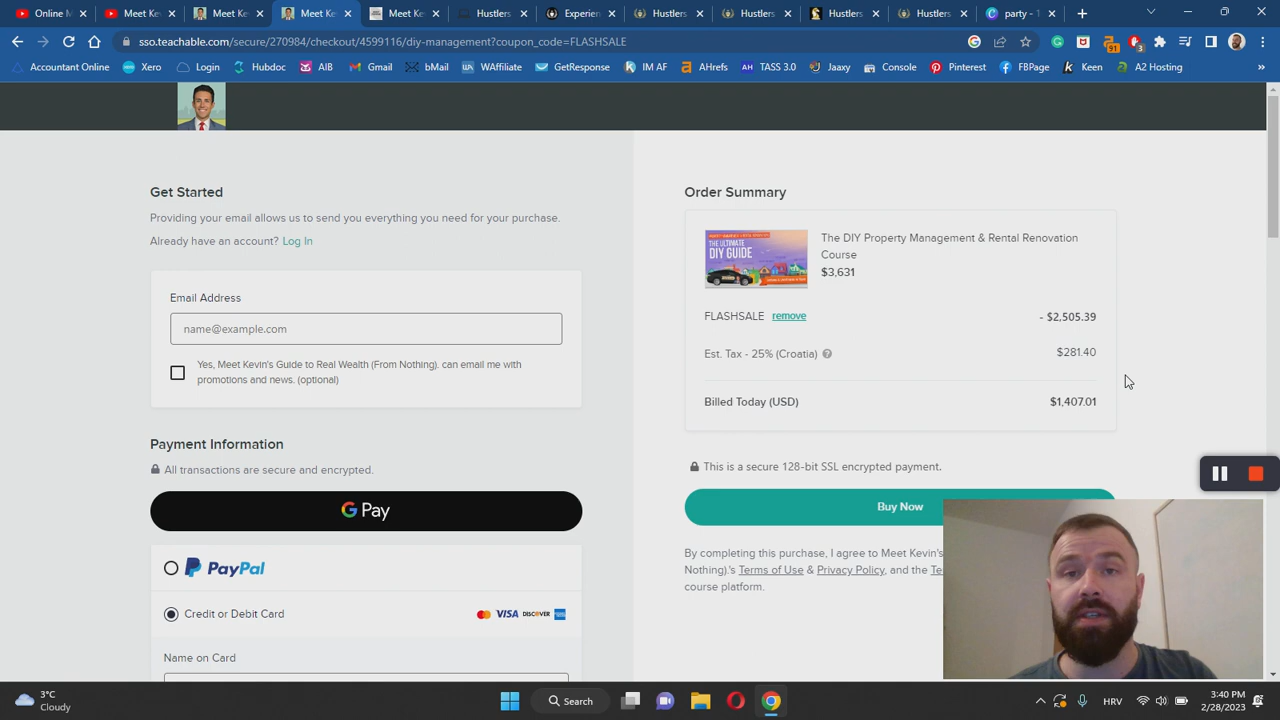 Online M
Meet Kev
Meet Ke
Meet Ke
Meet Ke
Hustlers
Experien
Hustlers
Hustlers
Hustlers
Hustlers
party - 1
sso.teachable.com/secure/270984/checkout/4599116/diy-management?coupon_code=FLASHSALE
91
3
Accountant Online
Xero
Login
Hubdoc
AIB
Gmail
bMail
WAffiliate
GetResponse
IM AF
AHrefs
AH TASS 3.0
Jaaxy
Console
Pinterest
FBPage
Keen
A2 Hosting
Get Started
Providing your email allows us to send you everything you need for your purchase.
Already have an account? Log In
Email Address
name@example.com
Yes, Meet Kevin's Guide to Real Wealth (From Nothing). can email me with
promotions and news. (optional)
Payment Information
All transactions are secure and encrypted.
G Pay
PayPal
Credit or Debit Card
VISA
DISCOVER
Name on Card
Order Summary
THE ULTIMATE
DIY GUIDE
The DIY Property Management & Rental Renovation
Course
$3,631
FLASHSALE remove - $2,505.39
Est. Tax - 25% (Croatia) $281.40
Billed Today (USD) $1,407.01
This is a secure 128-bit SSL encrypted payment.
Buy Now
By completing this purchase, I agree to Meet Kevin's
Nothing).'s Terms of Use & Privacy Policy, and the Te
course platform.
3°C
Cloudy
Search
HRV
3:40 PM
2/28/2023